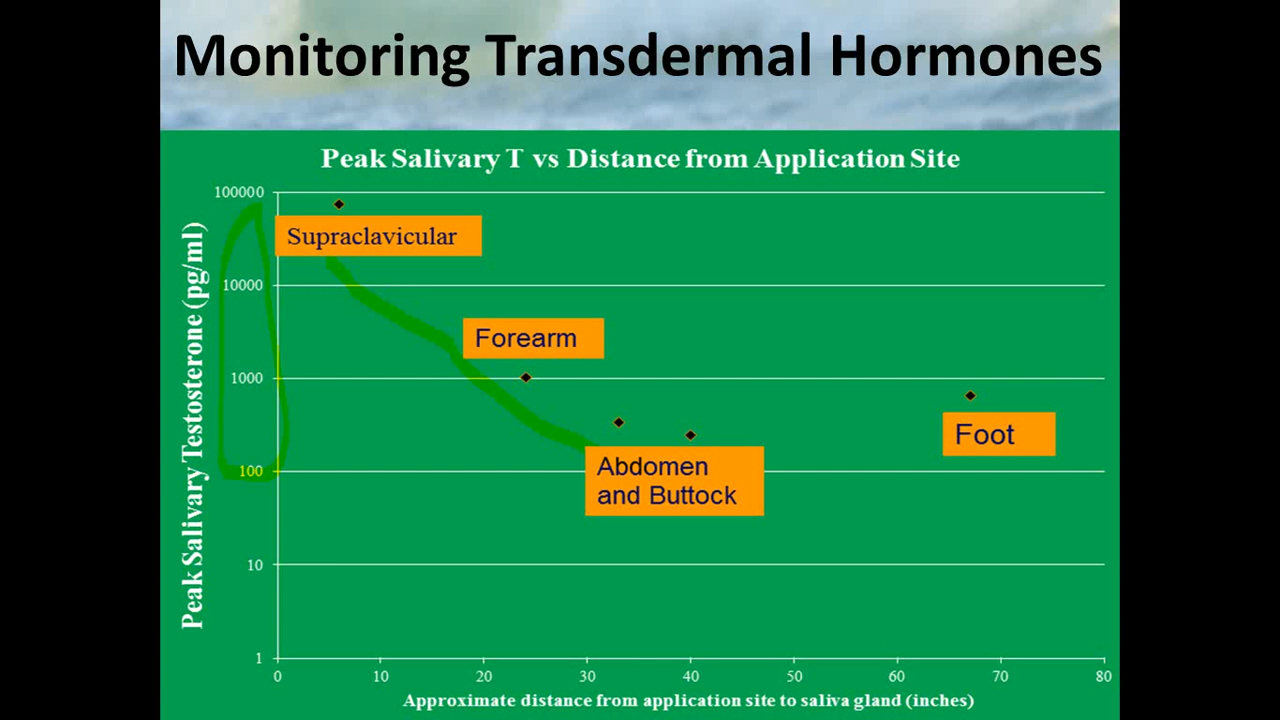 Monitoring Transdermal Hormones
Peak Salivary T vs Distance from Application Site
Peak Salivary Testosterone (pg/ml)
100000
10000
1000
100
10
1
Supraclavicular
Forearm
Abdomen
and Buttock
Foot
0 10 20 30 40 50 60 70 80
Approximate distance from application site to saliva gland (inches)